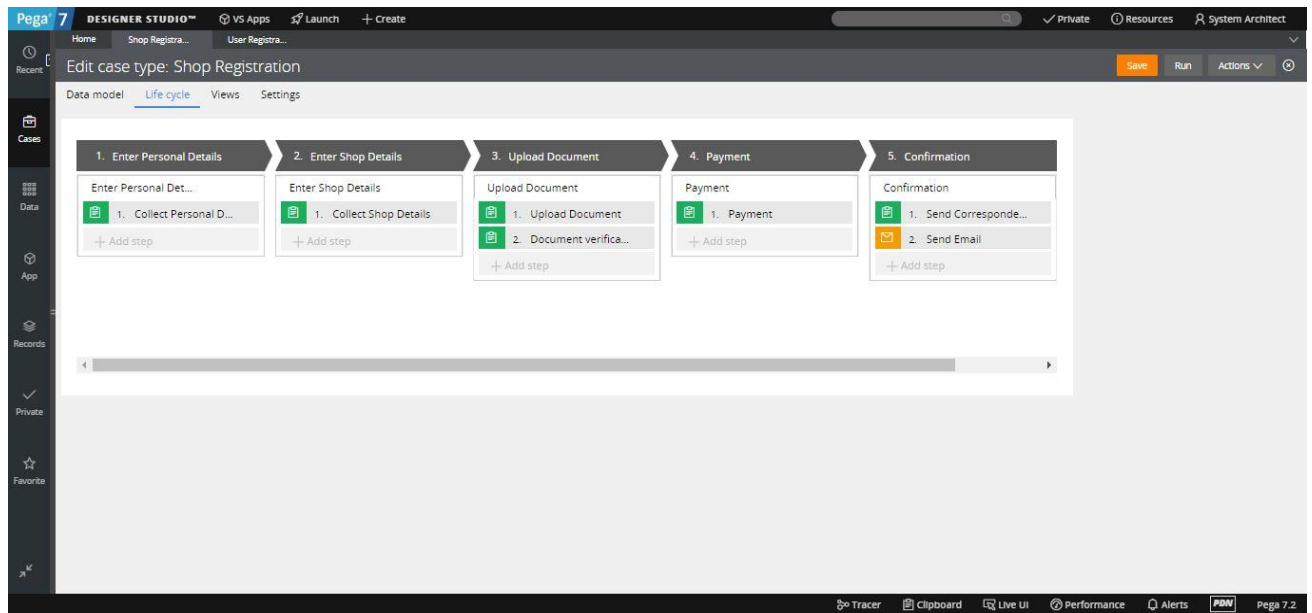 Pega 7 DESIGNER STUDIO™ VS Apps Launch + Create Private Resources System Architect
Home Shop Registra... User Registra...
Recent
Edit case type: Shop Registration Save Run Actions
Data model Life cycle Views Settings
Cases
1. Enter Personal Details 2. Enter Shop Details 3. Upload Document 4. Payment 5. Confirmation
Enter Personal Det... Enter Shop Details Upload Document Payment Confirmation
Data
1. Collect Personal D... 1. Collect Shop Details 1. Upload Document 1. Payment 1. Send Corresponde...
+ Add step + Add step 2. Document verifica... + Add step 2. Send Email
+ Add step + Add step
App
Records
Private
Favorite
Tracer Clipboard Live UI Performance Alerts PDN Pega 7.2